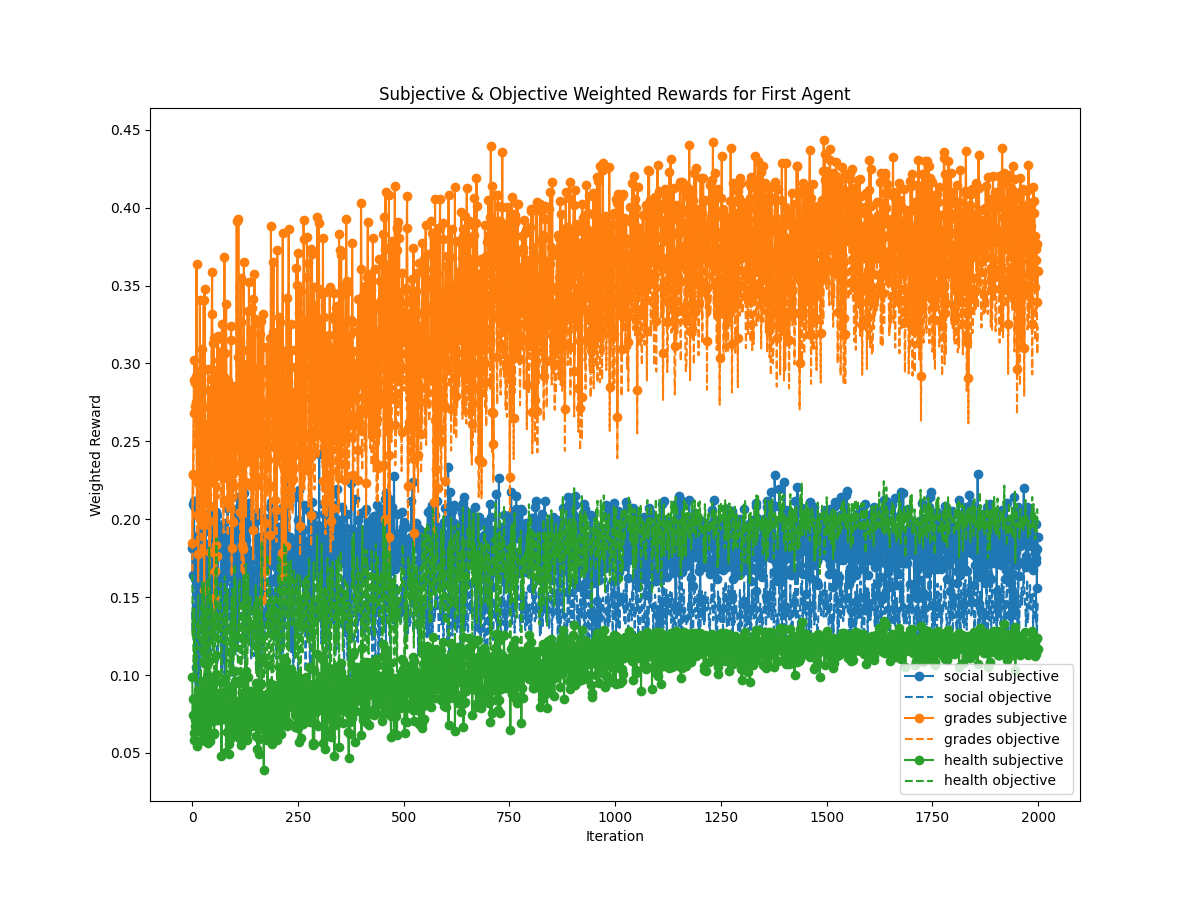 Subjective & Objective Weighted Rewards for First Agent
0.45
0.40
0.35
0.30
0.25
0.20
0.15
0.10
0.05
Weighted Reward
social subjective
social objective
grades subjective
grades objective
health subjective
health objective
0 250 500 750 1000 1250 1500 1750 2000
Iteration